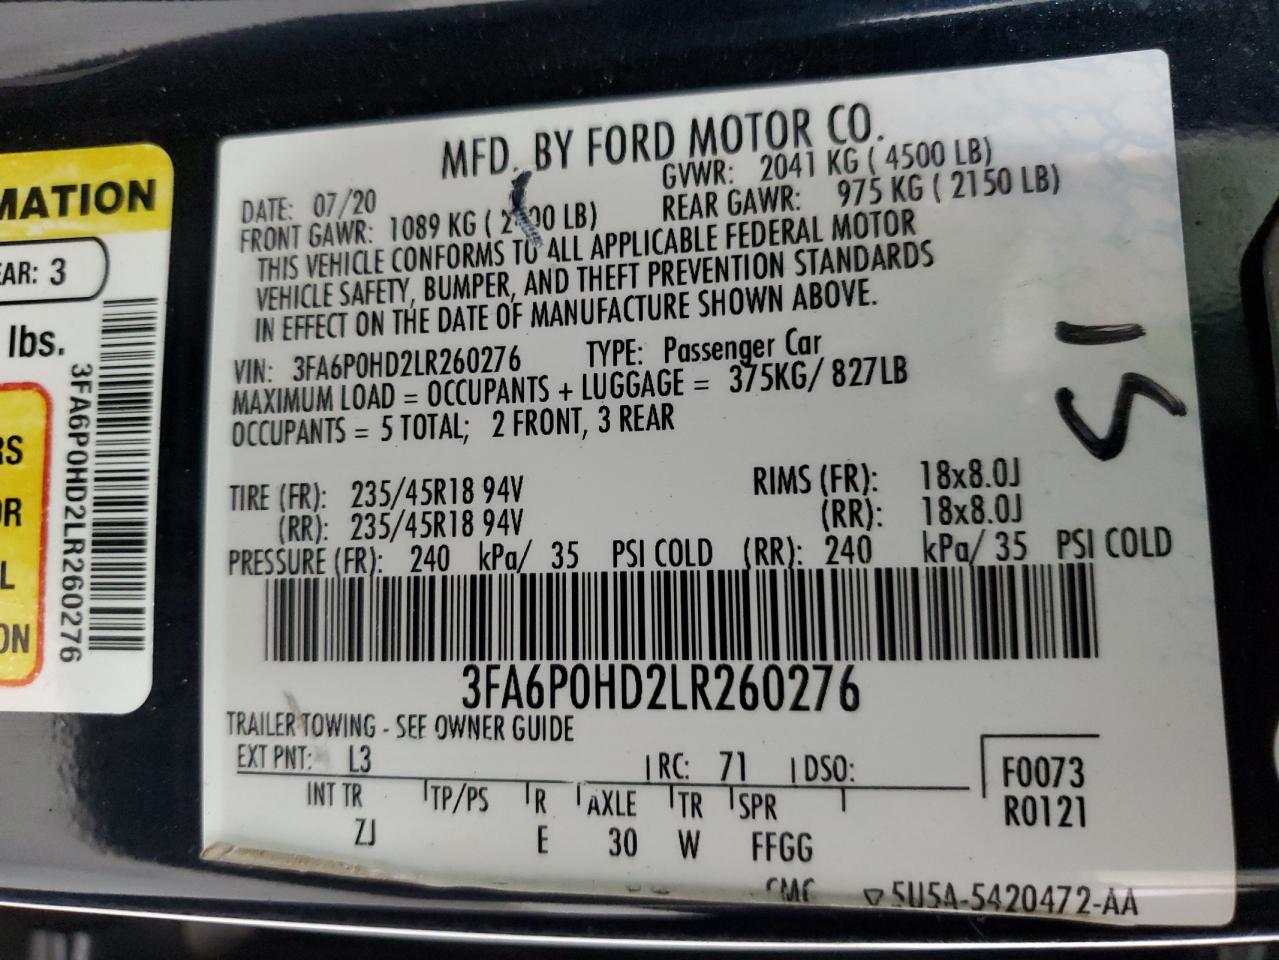 MATION
EAR: 3
lbs.
RS
OR
L
ON
3FA6P0HD2LR260276
MFD. BY FORD MOTOR CO.
DATE: 07/20 GVWR: 2041 KG ( 4500 LB)
FRONT GAWR: 1089 KG ( LB) REAR GAWR: 975 KG ( 2150 LB)
THIS VEHICLE CONFORMS TO ALL APPLICABLE FEDERAL MOTOR
VEHICLE SAFETY, BUMPER, AND THEFT PREVENTION STANDARDS
IN EFFECT ON THE DATE OF MANUFACTURE SHOWN ABOVE.
VIN: 3FA6P0HD2LR260276 TYPE: Passenger Car
MAXIMUM LOAD = OCCUPANTS + LUGGAGE = 375KG/ 827LB
OCCUPANTS = 5 TOTAL; 2 FRONT, 3 REAR
TIRE (FR): 235/45R18 94V RIMS (FR): 18x8.0J
(RR): 235/45R18 94V (RR): 18x8.0J
PRESSURE (FR): 240 kPa/ 35 PSI COLD (RR): 240 kPa/ 35 PSI COLD
3FA6P0HD2LR260276
TRAILER TOWING - SEE OWNER GUIDE
EXT PNT: L3 RC: 71 DSO:
F0073
R0121
INT TR TP/PS R AXLE TR SPR
ZJ E 30 W FFGG
5U5A-5420472-AA